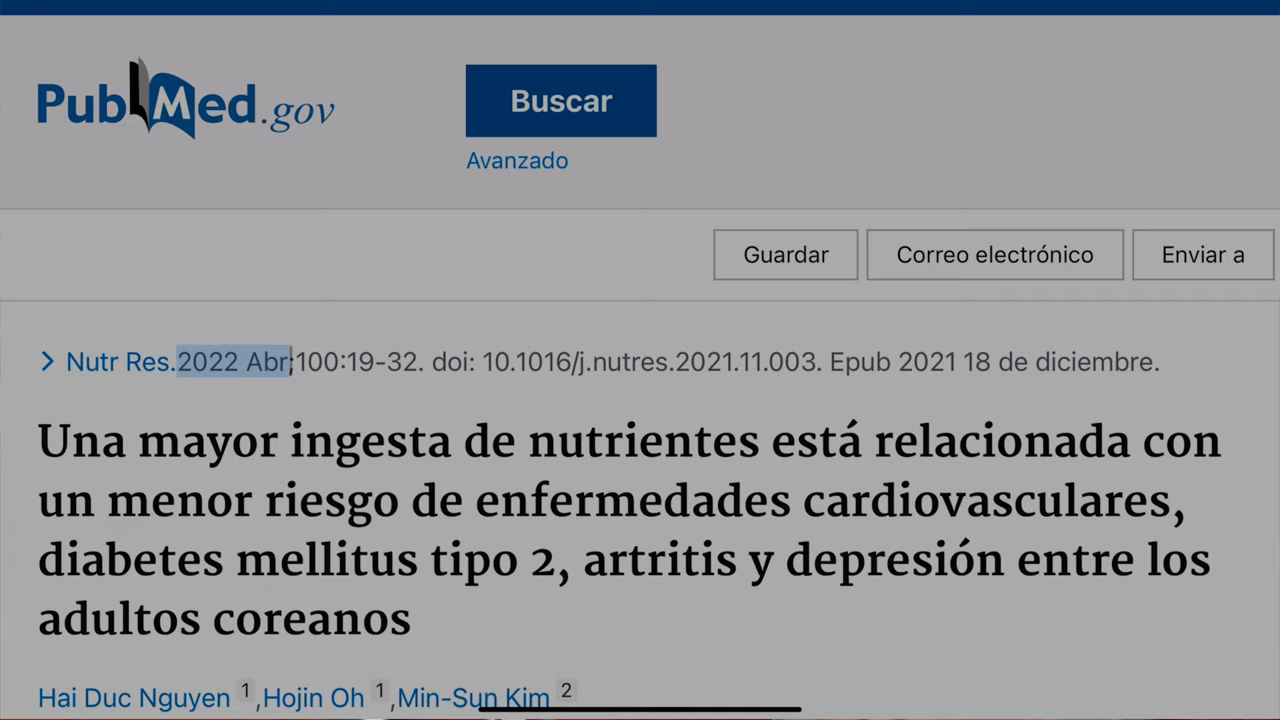 PubMed.gov
Buscar
Avanzado
Guardar
Correo electrónico
Enviar a
Nutr Res.2022 Abr;100:19-32. doi: 10.1016/j.nutres.2021.11.003. Epub 2021 18 de diciembre.
Una mayor ingesta de nutrientes está relacionada con
un menor riesgo de enfermedades cardiovasculares,
diabetes mellitus tipo 2, artritis y depresión entre los
adultos coreanos
Hai Duc Nguyen 1 ,Hojin Oh 1 ,Min-Sun Kim 2